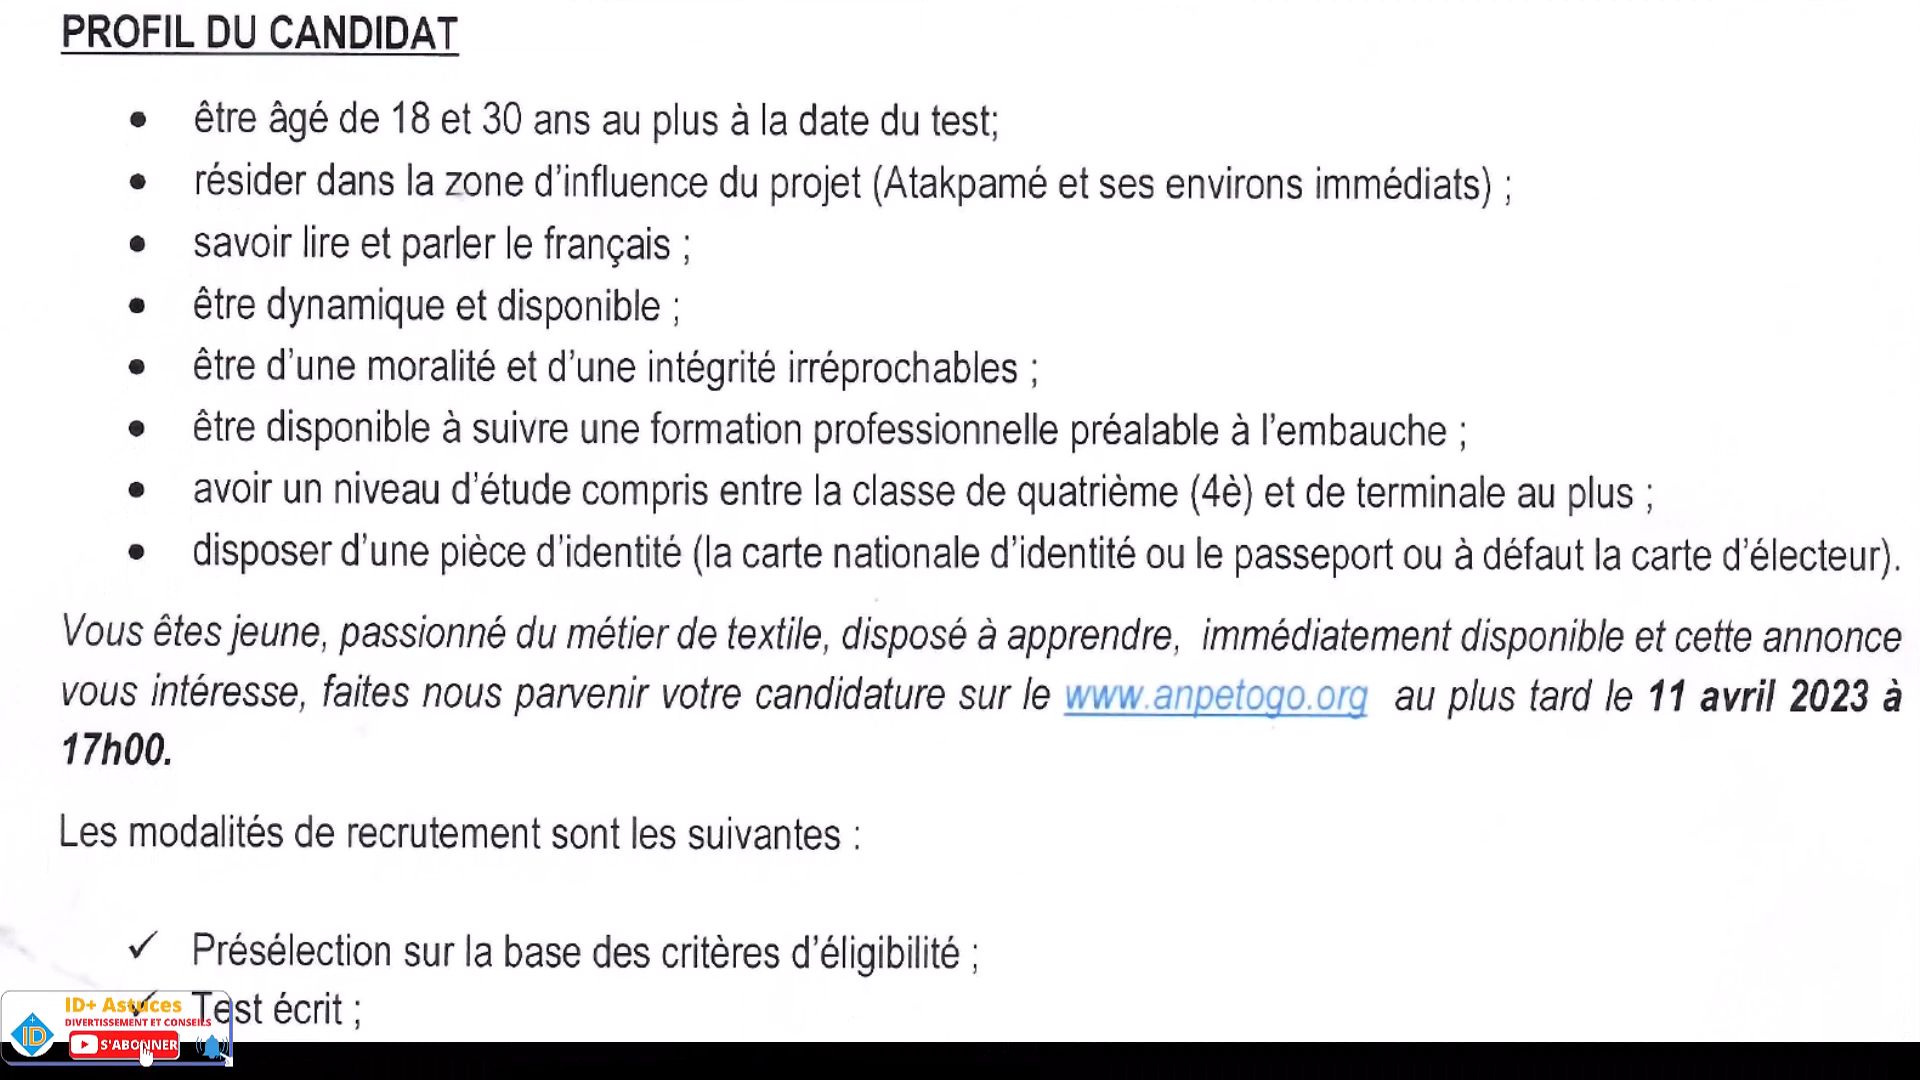 PROFIL DU CANDIDAT
• être âgé de 18 et 30 ans au plus à la date du test;
• résider dans la zone d’influence du projet (Atakpamé et ses environs immédiats) ;
• savoir lire et parler le français ;
• être dynamique et disponible ;
• être d’une moralité et d’une intégrité irréprochables ;
• être disponible à suivre une formation professionnelle préalable à l’embauche ;
• avoir un niveau d’étude compris entre la classe de quatrième (4è) et de terminale au plus ;
• disposer d’une pièce d’identité (la carte nationale d’identité ou le passeport ou à défaut la carte d’électeur).
Vous êtes jeune, passionné du métier de textile, disposé à apprendre, immédiatement disponible et cette annonce
vous intéresse, faites nous parvenir votre candidature sur le www.anpetogo.org au plus tard le 11 avril 2023 à
17h00.
Les modalités de recrutement sont les suivantes :
✓ Présélection sur la base des critères d’éligibilité ;
✓ Test écrit ;
ID+ Astuces
DIVERTISSEMENT ET CONSEILS
ID
S'ABONNER